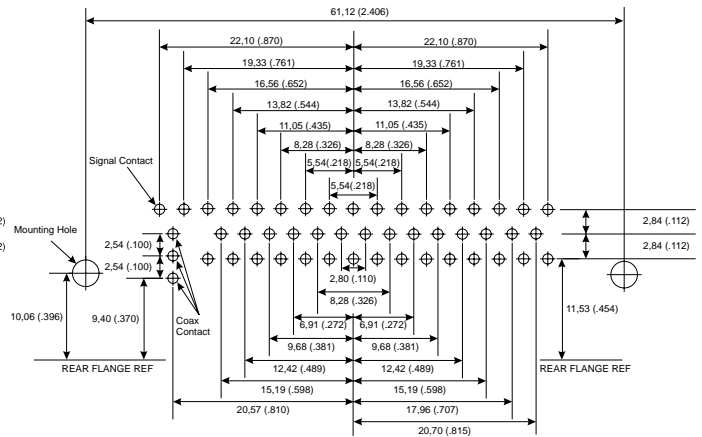 61,12 (2.406)
22,10 (.870) 22,10 (.870)
19,33 (.761) 19,33 (.761)
16,56 (.652) 16,56 (.652)
13,82 (.544) 13,82 (.544)
11,05 (.435) 11,05 (.435)
8,28 (.326) 8,28 (.326)
5,54(.218) 5,54(.218)
5,54(.218)
Signal Contact
2,84 (.112)
Mounting Hole
2,54 (.100)
2,84 (.112)
2,54 (.100)
2,80 (.110)
8,28 (.326)
11,53 (.454)
10,06 (.396)
9,40 (.370)
Coax
Contact
6,91 (.272) 6,91 (.272)
9,68 (.381) 9,68 (.381)
REAR FLANGE REF
12,42 (.489) 12,42 (.489)
REAR FLANGE REF
15,19 (.598) 15,19 (.598)
20,57 (.810) 17,96 (.707)
20,70 (.815)